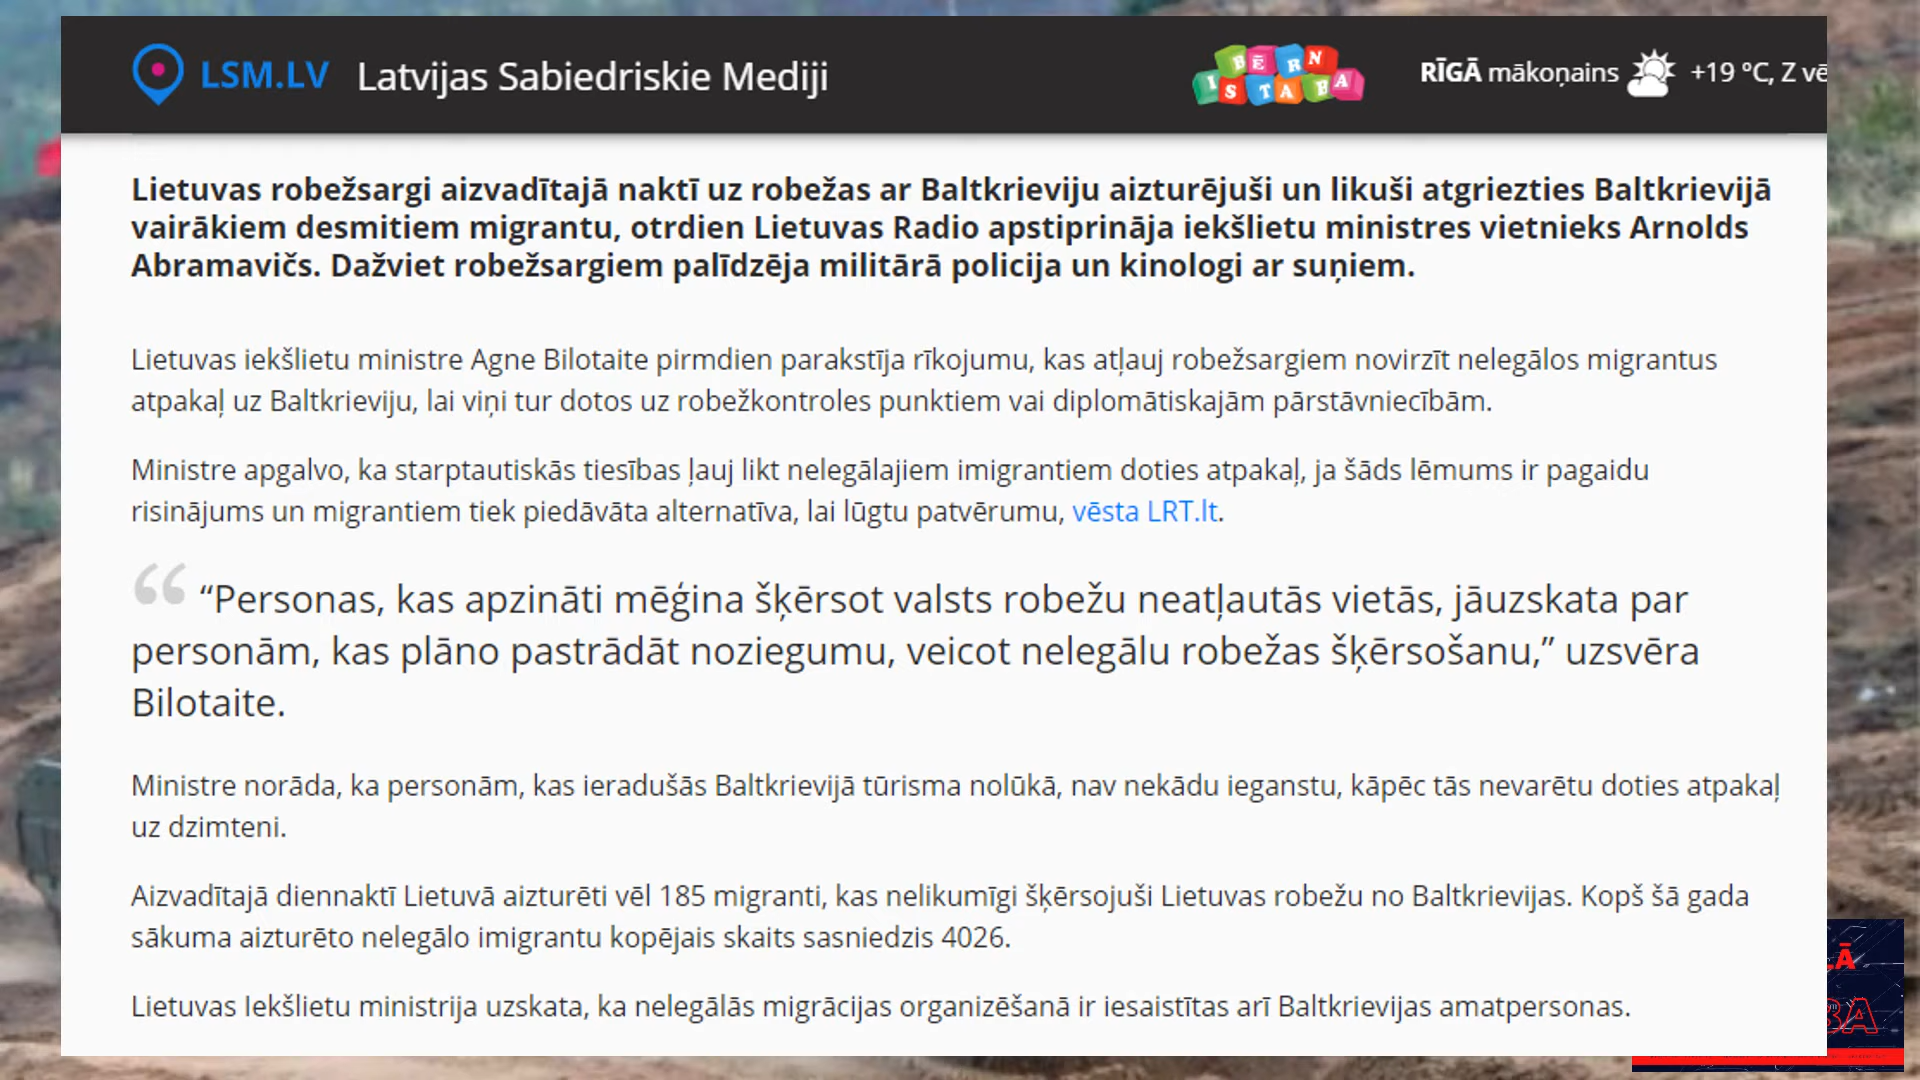 LSM.LV Latvijas Sabiedriskie Mediji BĒRN ISTABA RĪGĀ mākoņains +19 °C, Z vē
Lietuvas robežsargi aizvadītajā naktī uz robežas ar Baltkrieviju aizturējuši un likuši atgriezties Baltkrievijā
vairākiem desmitiem migrantu, otrdien Lietuvas Radio apstiprināja iekšlietu ministres vietnieks Arnolds
Abramavičs. Dažviet robežsargiem palīdzēja militārā policija un kinologi ar suņiem.
Lietuvas iekšlietu ministre Agne Bilotaite pirmdien parakstīja rīkojumu, kas atļauj robežsargiem novirzīt nelegālos migrantus
atpakaļ uz Baltkrieviju, lai viņi tur dotos uz robežkontroles punktiem vai diplomātiskajām pārstāvniecībām.
Ministre apgalvo, ka starptautiskās tiesības ļauj likt nelegālajiem imigrantiem doties atpakaļ, ja šāds lēmums ir pagaidu
risinājums un migrantiem tiek piedāvāta alternatīva, lai lūgtu patvērumu, vēsta LRT.lt.
“Personas, kas apzināti mēģina šķērsot valsts robežu neatļautās vietās, jāuzskata par
personām, kas plāno pastrādāt noziegumu, veicot nelegālu robežas šķērsošanu,” uzsvēra
Bilotaite.
Ministre norāda, ka personām, kas ieradušās Baltkrievijā tūrisma nolūkā, nav nekādu ieganstu, kāpēc tās nevarētu doties atpakaļ
uz dzimteni.
Aizvadītajā diennaktī Lietuvā aizturēti vēl 185 migranti, kas nelikumīgi šķērsojuši Lietuvas robežu no Baltkrievijas. Kopš šā gada
sākuma aizturēto nelegālo imigrantu kopējais skaits sasniedzis 4026.
Lietuvas Iekšlietu ministrija uzskata, ka nelegālās migrācijas organizēšanā ir iesaistītas arī Baltkrievijas amatpersonas.